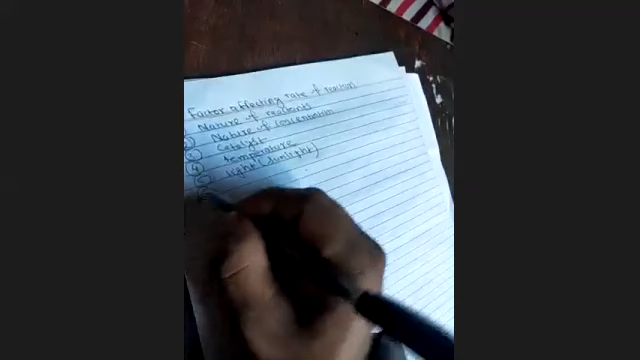 Factor affecting rate of reaction
Nature of reactants
Nature of concentration
Catalyst
temperature
light (sunlight)